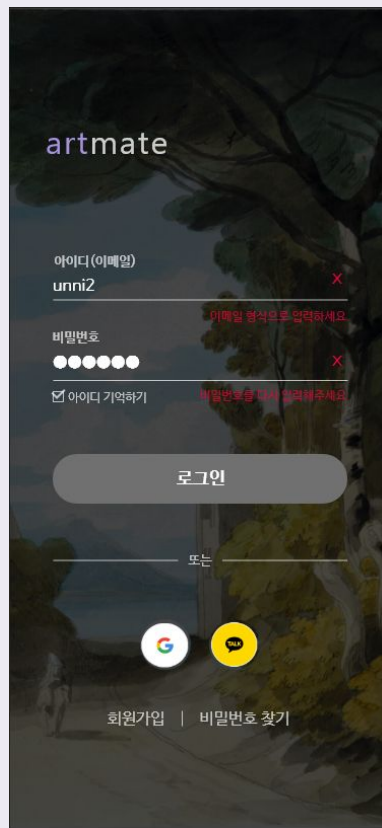 artmate
아이디(이메일)
unni2
X
이메일 형식으로 입력하세요
비밀번호
●●●●●●
X
아이디 기억하기
비밀번호를 다시 입력해주세요
로그인
또는
G
TALK
회원가입 | 비밀번호 찾기